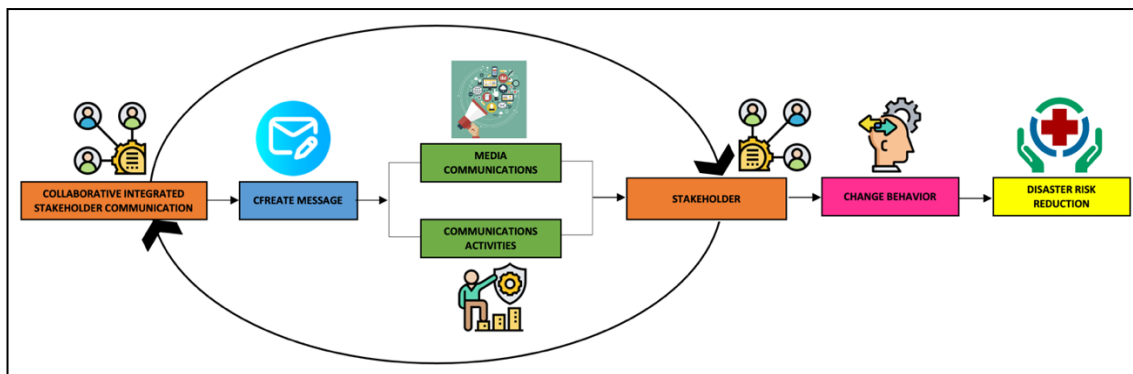 COLLABORATIVE INTEGRATED
STAKEHOLDER COMMUNICATION
CFREATE MESSAGE
MEDIA
COMMUNICATIONS
COMMUNICATIONS
ACTIVITIES
STAKEHOLDER
CHANGE BEHAVIOR
DISASTER RISK
REDUCTION